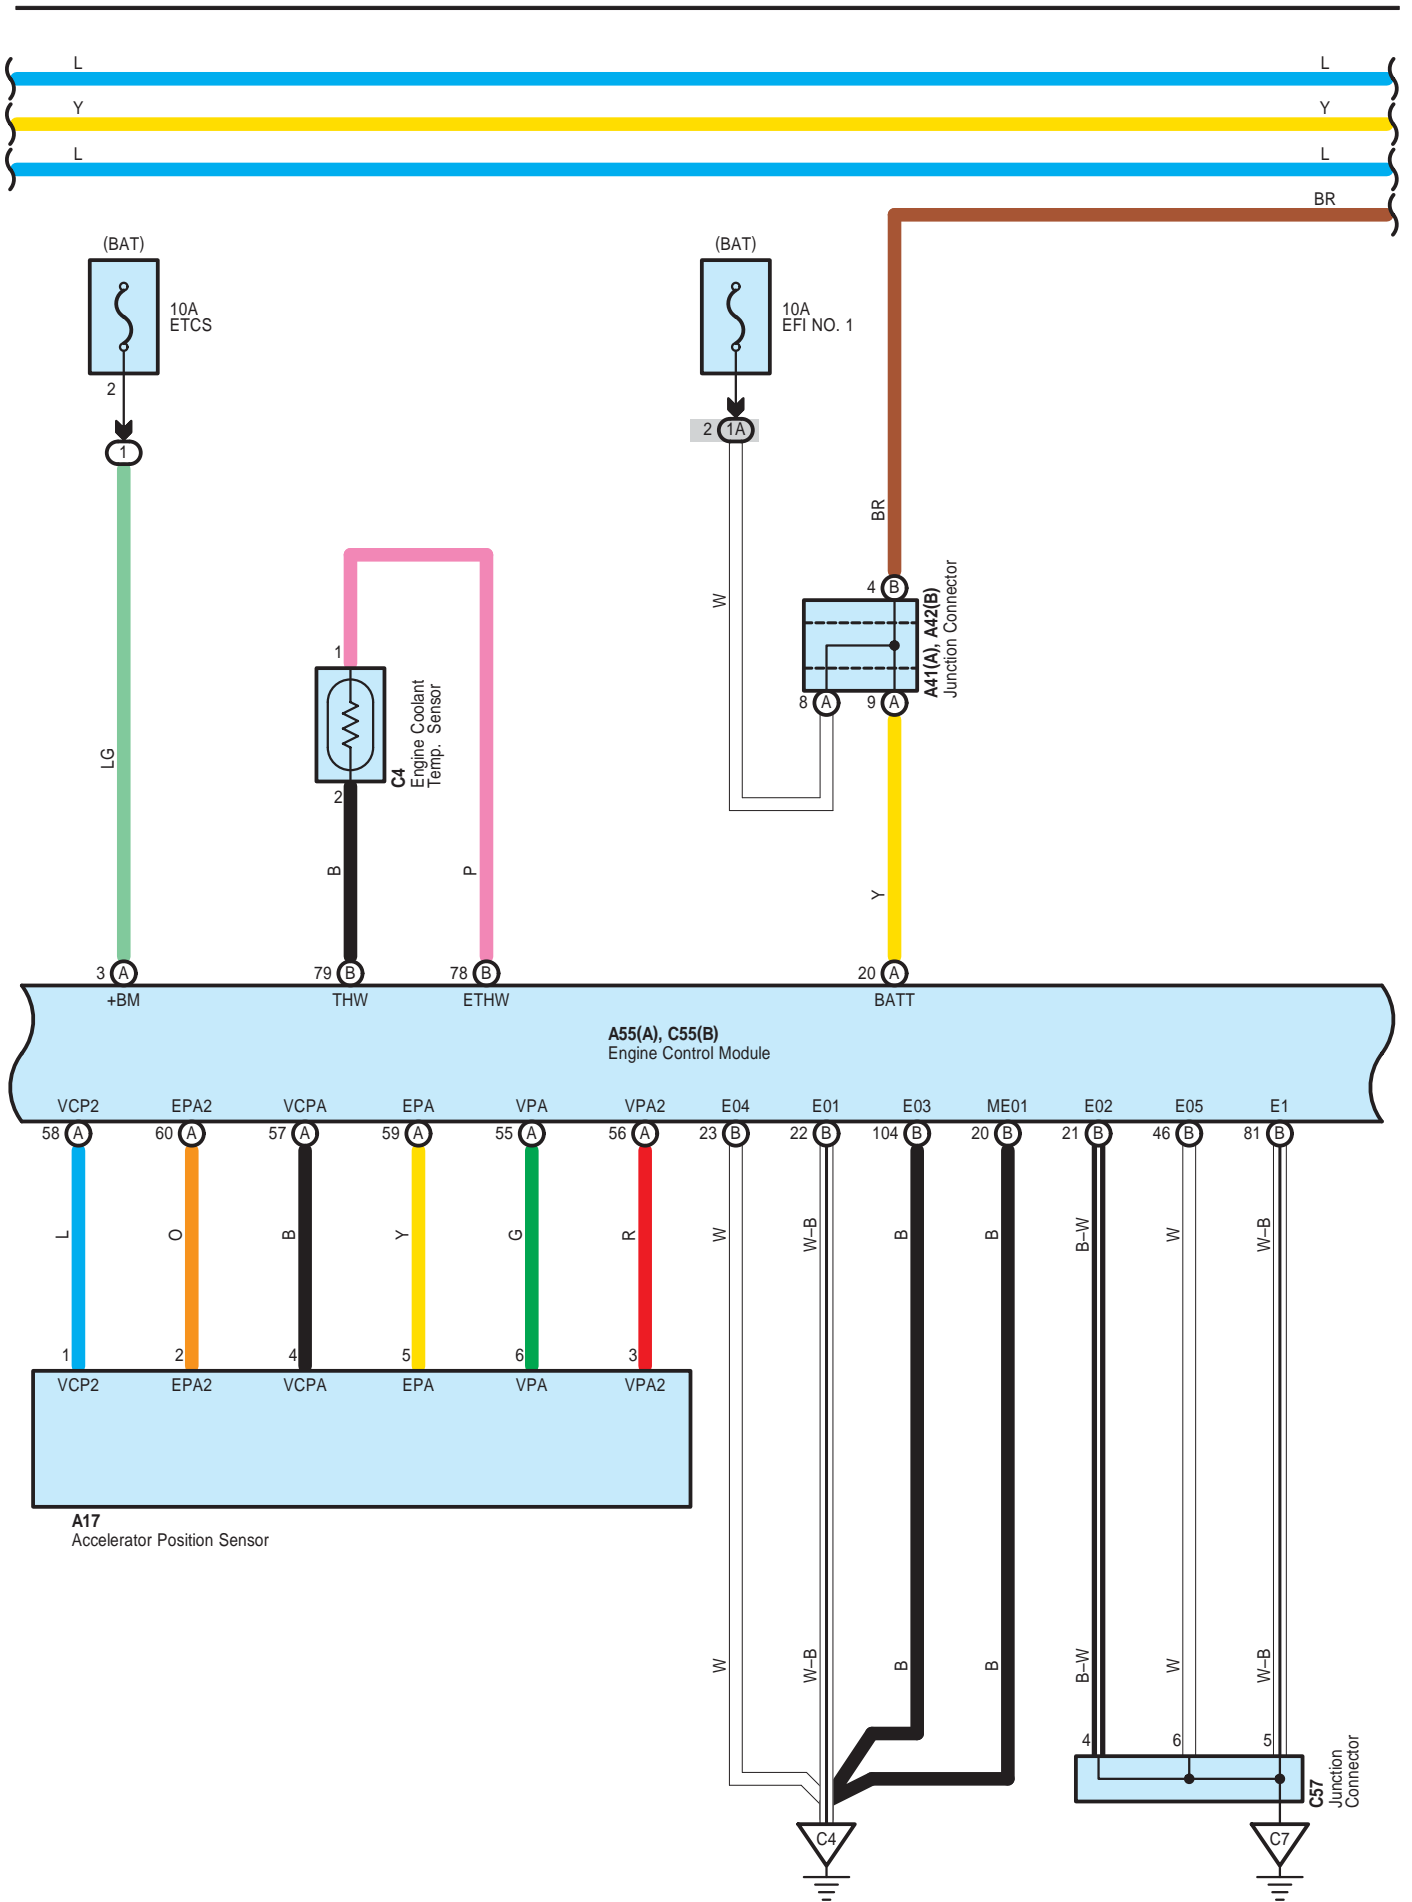 L L
Y Y
L L
BR
(BAT) (BAT)
10A
ETCS
10A
EFI NO. 1
2
1
2 1A
BR
W
4 B
A41(A), A42(B)
Junction Connector
8 A 9 A
1
C4
Engine Coolant
Temp. Sensor
2
LG
B
P
Y
3 A 79 B 78 B 20 A
+BM THW ETHW BATT
A55(A), C55(B)
Engine Control Module
VCP2 EPA2 VCPA EPA VPA VPA2 E04 E01 E03 ME01 E02 E05 E1
58 A 60 A 57 A 59 A 55 A 56 A 23 B 22 B 104 B 20 B 21 B 46 B 81 B
L O B Y G R W W–B B B B–W W W–B
1 2 4 5 6 3
VCP2 EPA2 VCPA EPA VPA VPA2
A17
Accelerator Position Sensor
W W–B B B B–W W W–B
4 6 5
C57
Junction
Connector
C4 C7